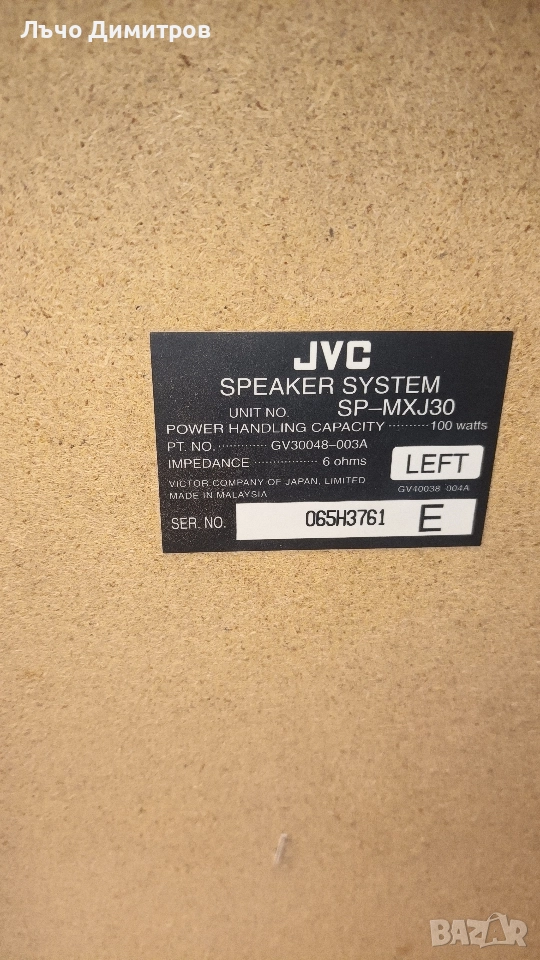 Лъчо Димитров
JVC
SPEAKER SYSTEM
UNIT NO. SP-MXJ30
POWER HANDLING CAPACITY ·········· 100 watts
PT. NO. ············ GV30048-003A
IMPEDANCE ················ 6 ohms
LEFT
VICTOR COMPANY OF JAPAN, LIMITED
MADE IN MALAYSIA
GV40038-004A
SER. NO. 065H3761 E
BAZAR